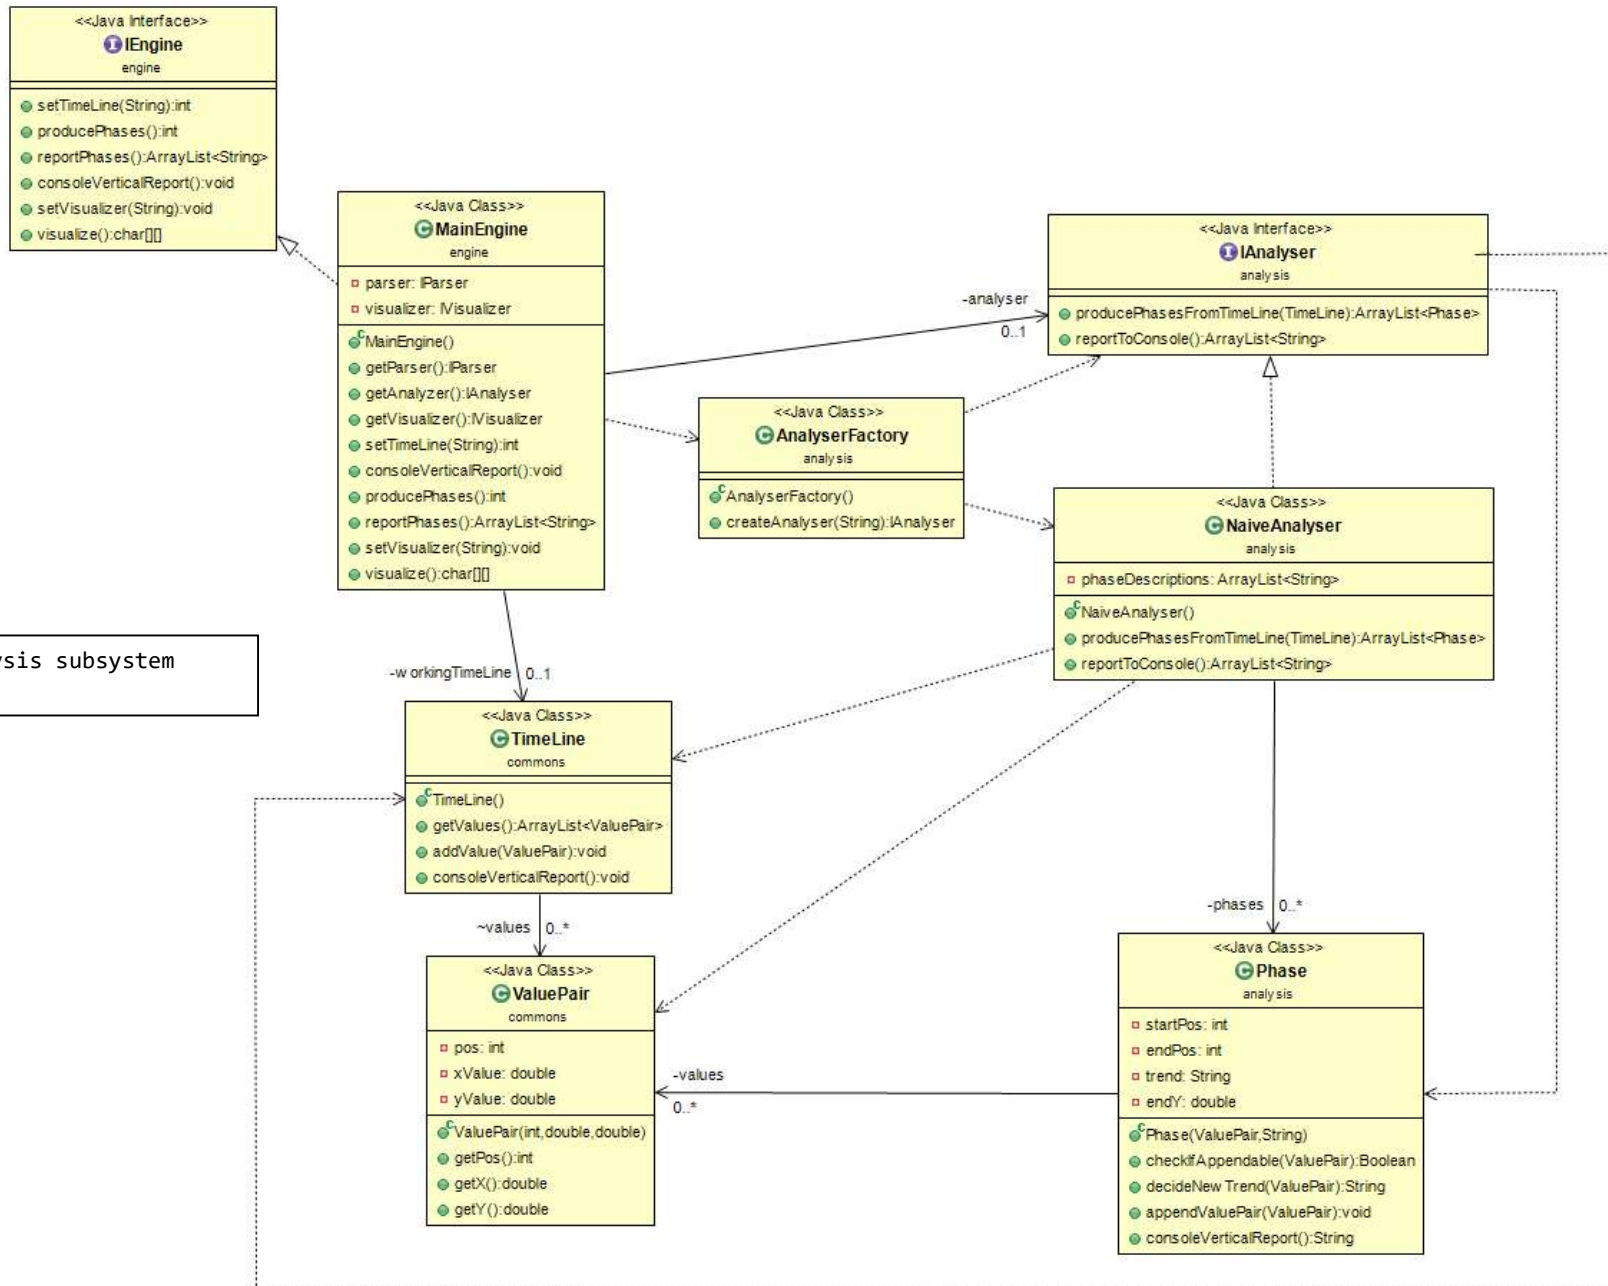 <<Java Interface>>
IEngine
engine
setTimeLine(String):int
producePhases():int
reportPhases():ArrayList<String>
consoleVerticalReport():void
setVisualizer(String):void
visualize():char[][]
<<Java Class>>
MainEngine
engine
parser: IParser
visualizer: IVisualizer
MainEngine()
getParser():IParser
getAnalyzer():IAnalyser
getVisualizer():IVisualizer
setTimeLine(String):int
consoleVerticalReport():void
producePhases():int
reportPhases():ArrayList<String>
setVisualizer(String):void
visualize():char[][]
-analyser
0..1
<<Java Interface>>
IAnalyser
analysis
producePhasesFromTimeLine(TimeLine):ArrayList<Phase>
reportToConsole():ArrayList<String>
<<Java Class>>
AnalyserFactory
analysis
AnalyserFactory()
createAnalyser(String):IAnalyser
<<Java Class>>
NaiveAnalyser
analysis
phaseDescriptions: ArrayList<String>
NaiveAnalyser()
producePhasesFromTimeLine(TimeLine):ArrayList<Phase>
reportToConsole():ArrayList<String>
ysis subsystem
-workingTimeLine 0..1
<<Java Class>>
TimeLine
commons
TimeLine()
getValues():ArrayList<ValuePair>
addValue(ValuePair):void
consoleVerticalReport():void
~values 0..*
<<Java Class>>
ValuePair
commons
pos: int
xValue: double
yValue: double
ValuePair(int,double,double)
getPos():int
getX():double
getY():double
-values
0..*
-phases 0..*
<<Java Class>>
Phase
analysis
startPos: int
endPos: int
trend: String
endY: double
Phase(ValuePair,String)
checkIfAppendable(ValuePair):Boolean
decideNewTrend(ValuePair):String
appendValuePair(ValuePair):void
consoleVerticalReport():String